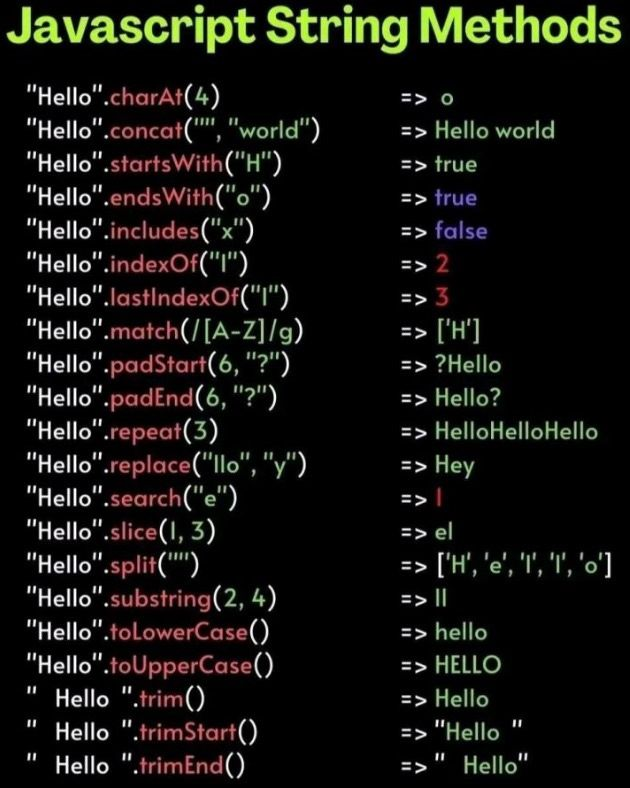 Javascript String Methods
"Hello".charAt(4) => o
"Hello".concat("", "world") => Hello world
"Hello".startsWith("H") => true
"Hello".endsWith("o") => true
"Hello".includes("x") => false
"Hello".indexOf("l") => 2
"Hello".lastIndexOf("l") => 3
"Hello".match(/[A-Z]/g) => ['H']
"Hello".padStart(6, "?") => ?Hello
"Hello".padEnd(6, "?") => Hello?
"Hello".repeat(3) => HelloHelloHello
"Hello".replace("llo", "y") => Hey
"Hello".search("e") => 1
"Hello".slice(1, 3) => el
"Hello".split("") => ['H', 'e', 'l', 'l', 'o']
"Hello".substring(2, 4) => ll
"Hello".toLowerCase() => hello
"Hello".toUpperCase() => HELLO
"  Hello ".trim() => Hello
"  Hello ".trimStart() => "Hello "
"  Hello ".trimEnd() => "  Hello"